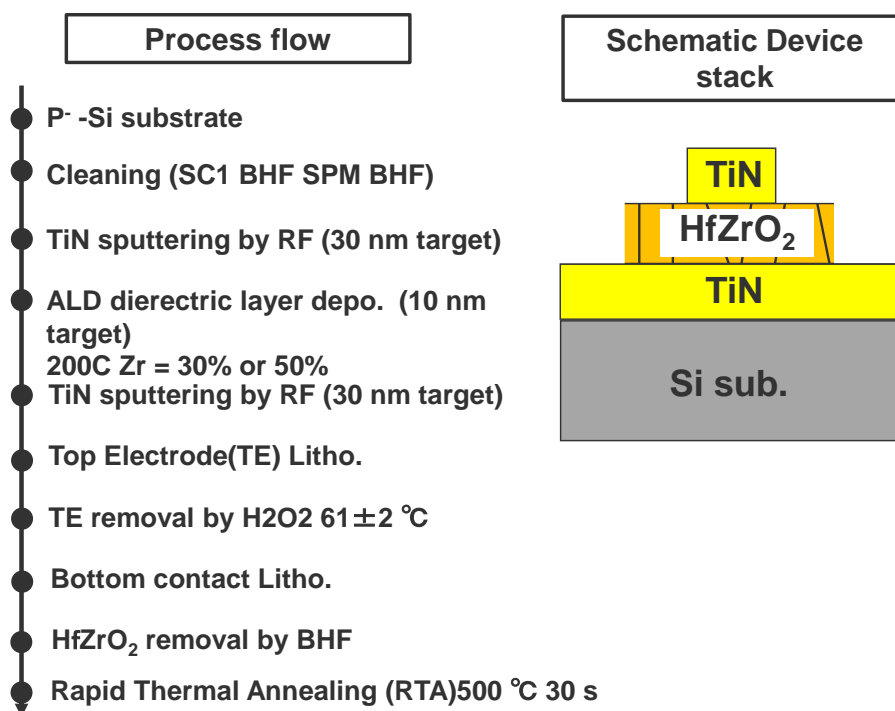 Process flow
P⁻ -Si substrate
Cleaning (SC1 BHF SPM BHF)
TiN sputtering by RF (30 nm target)
ALD dierectric layer depo.  (10 nm
target)
200C Zr = 30% or 50%
TiN sputtering by RF (30 nm target)
Top Electrode(TE) Litho.
TE removal by H2O2 61±2 ℃
Bottom contact Litho.
HfZrO₂ removal by BHF
Rapid Thermal Annealing (RTA)500 ℃ 30 s
Schematic Device
stack
TiN
HfZrO₂
TiN
Si sub.